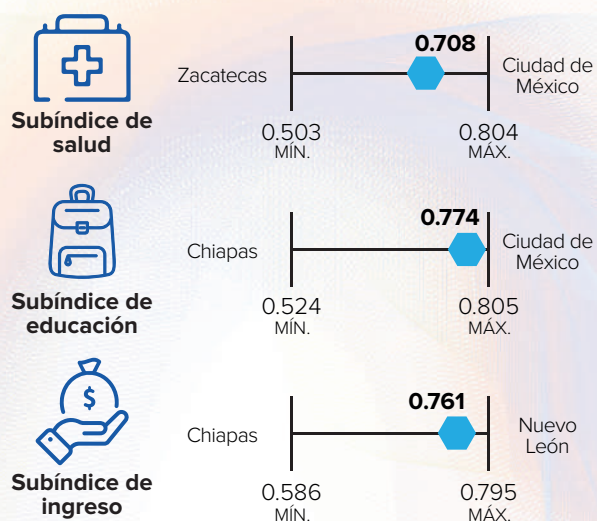 Subíndice de
salud
Zacatecas
0.708
Ciudad de
México
0.503
MÍN.
0.804
MÁX.
Subíndice de
educación
Chiapas
0.774
Ciudad de
México
0.524
MÍN.
0.805
MÁX.
$
Subíndice de
ingreso
Chiapas
0.761
Nuevo
León
0.586
MÍN.
0.795
MÁX.